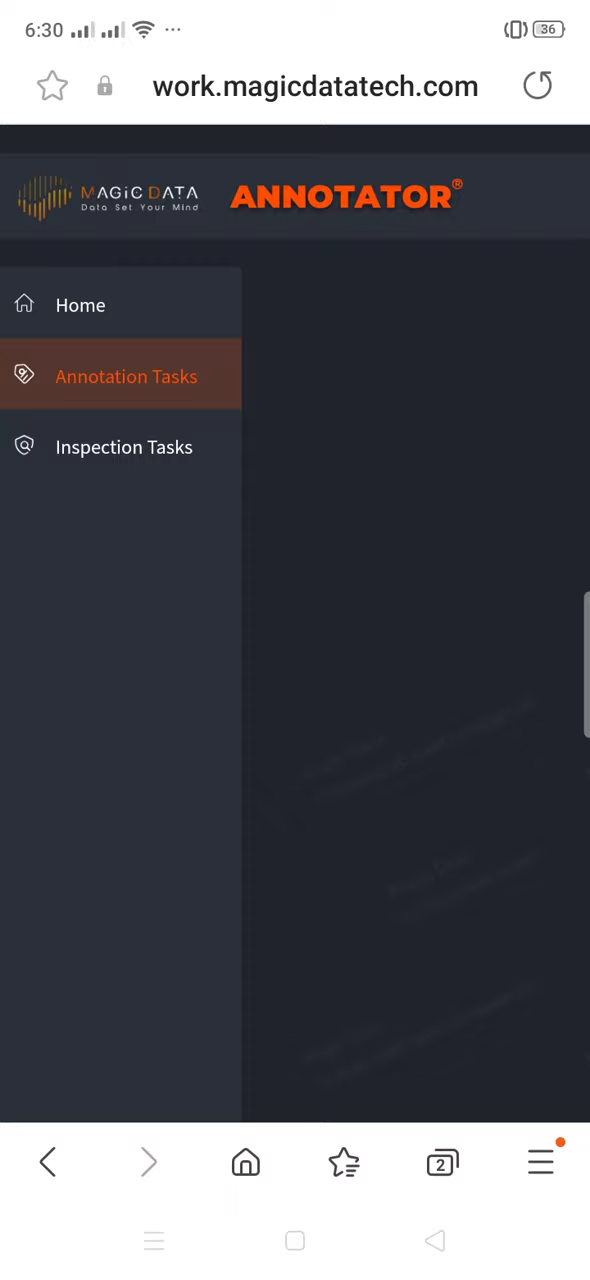 6:30
36
work.magicdatatech.com
MAGIC DATA
Data Set Your Mind
ANNOTATOR®
Home
Annotation Tasks
Inspection Tasks
2